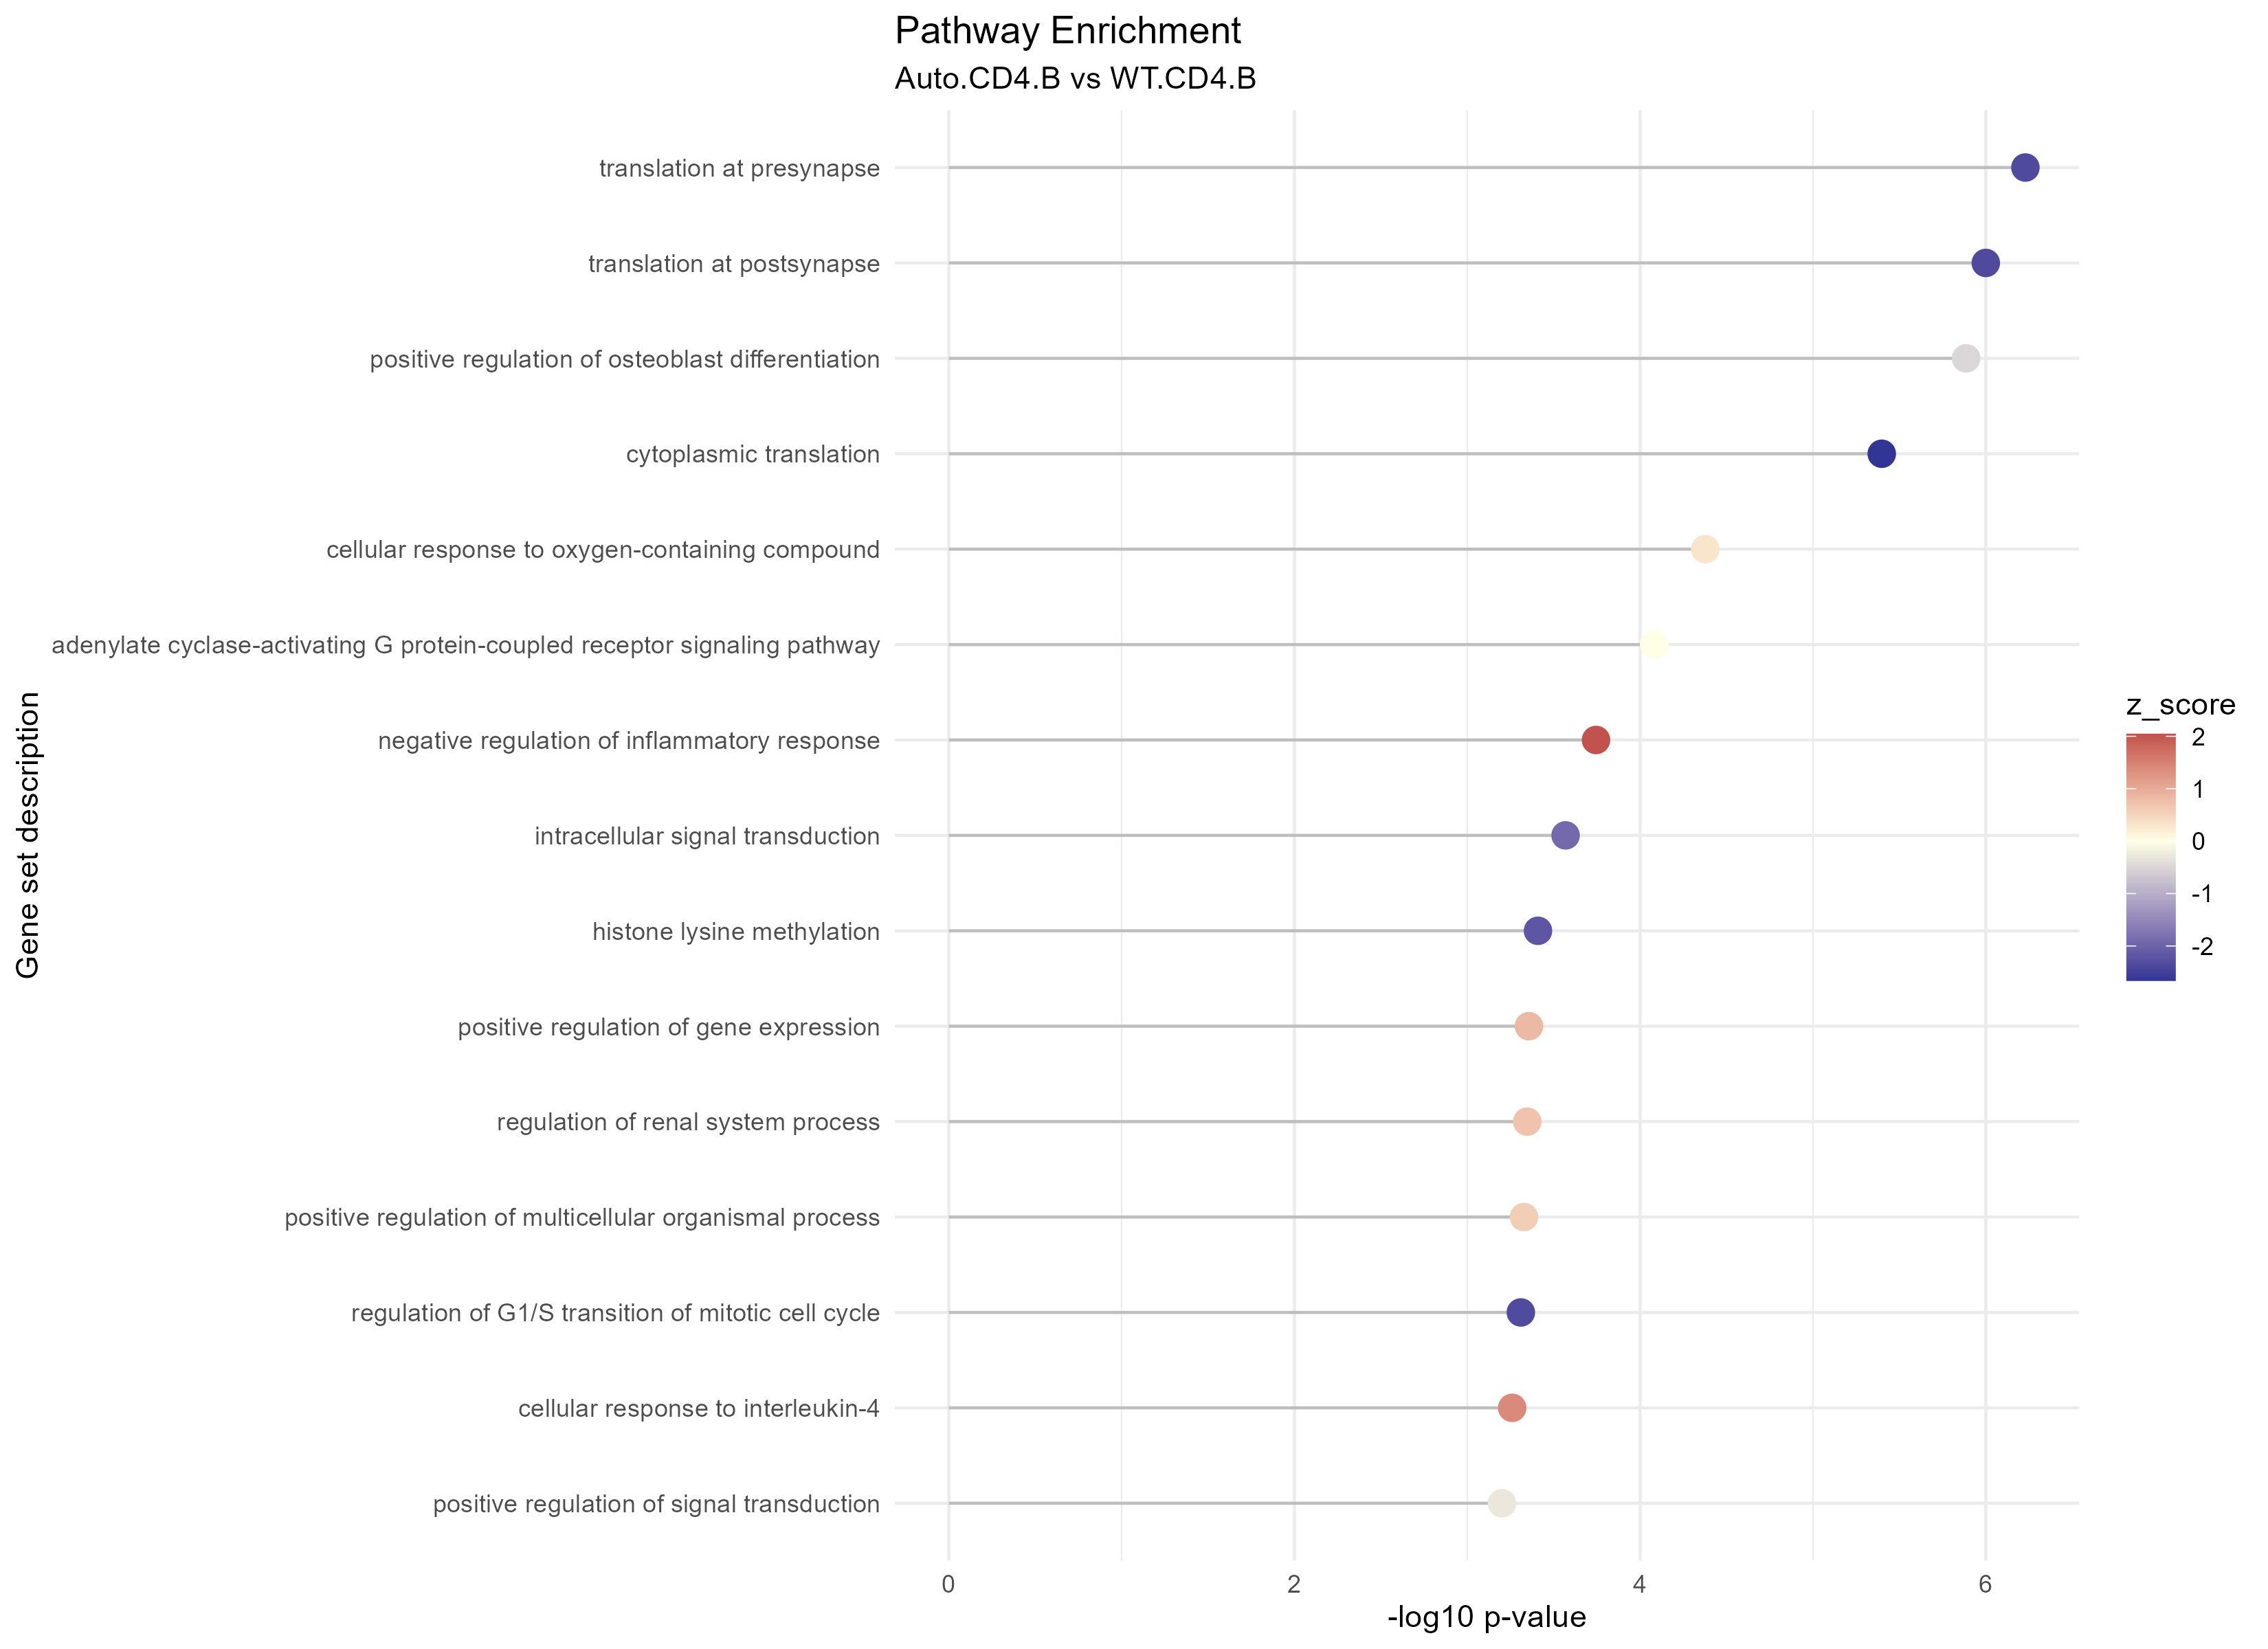 Pathway Enrichment
Auto.CD4.B vs WT.CD4.B
Gene set description
translation at presynapse
translation at postsynapse
positive regulation of osteoblast differentiation
cytoplasmic translation
cellular response to oxygen-containing compound
adenylate cyclase-activating G protein-coupled receptor signaling pathway
negative regulation of inflammatory response
intracellular signal transduction
histone lysine methylation
positive regulation of gene expression
regulation of renal system process
positive regulation of multicellular organismal process
regulation of G1/S transition of mitotic cell cycle
cellular response to interleukin-4
positive regulation of signal transduction
0 2 4 6
-log10 p-value
z_score
2
1
0
-1
-2